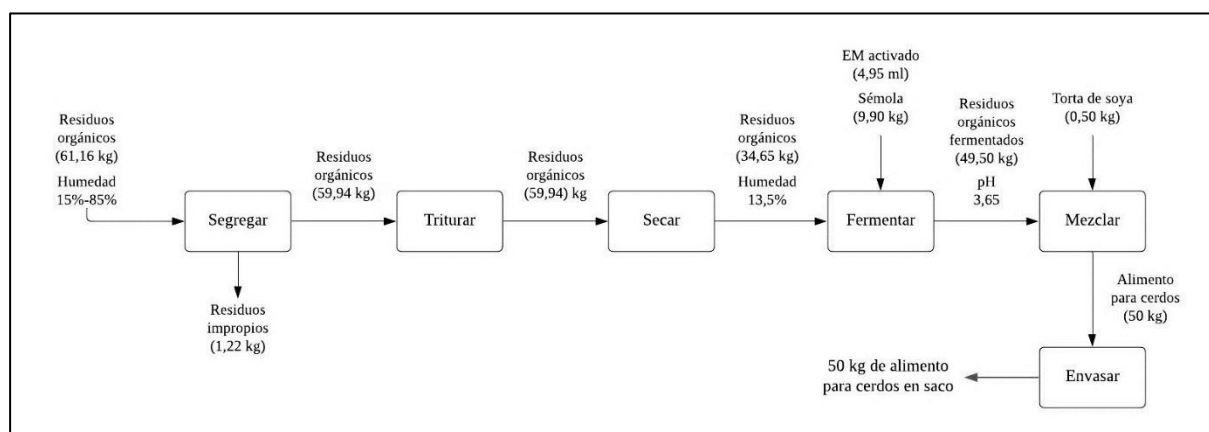 Residuos
orgánicos
(61,16 kg)
Humedad
15%-85%
Segregar
Residuos
impropios
(1,22 kg)
Residuos
orgánicos
(59,94 kg)
Triturar
Residuos
orgánicos
(59,94) kg
Secar
Residuos
orgánicos
(34,65 kg)
Humedad
13,5%
EM activado
(4,95 ml)
Sémola
(9,90 kg)
Fermentar
Residuos
orgánicos
fermentados
(49,50 kg)
pH
3,65
Torta de soya
(0,50 kg)
Mezclar
Alimento
para cerdos
(50 kg)
Envasar
50 kg de alimento
para cerdos en saco